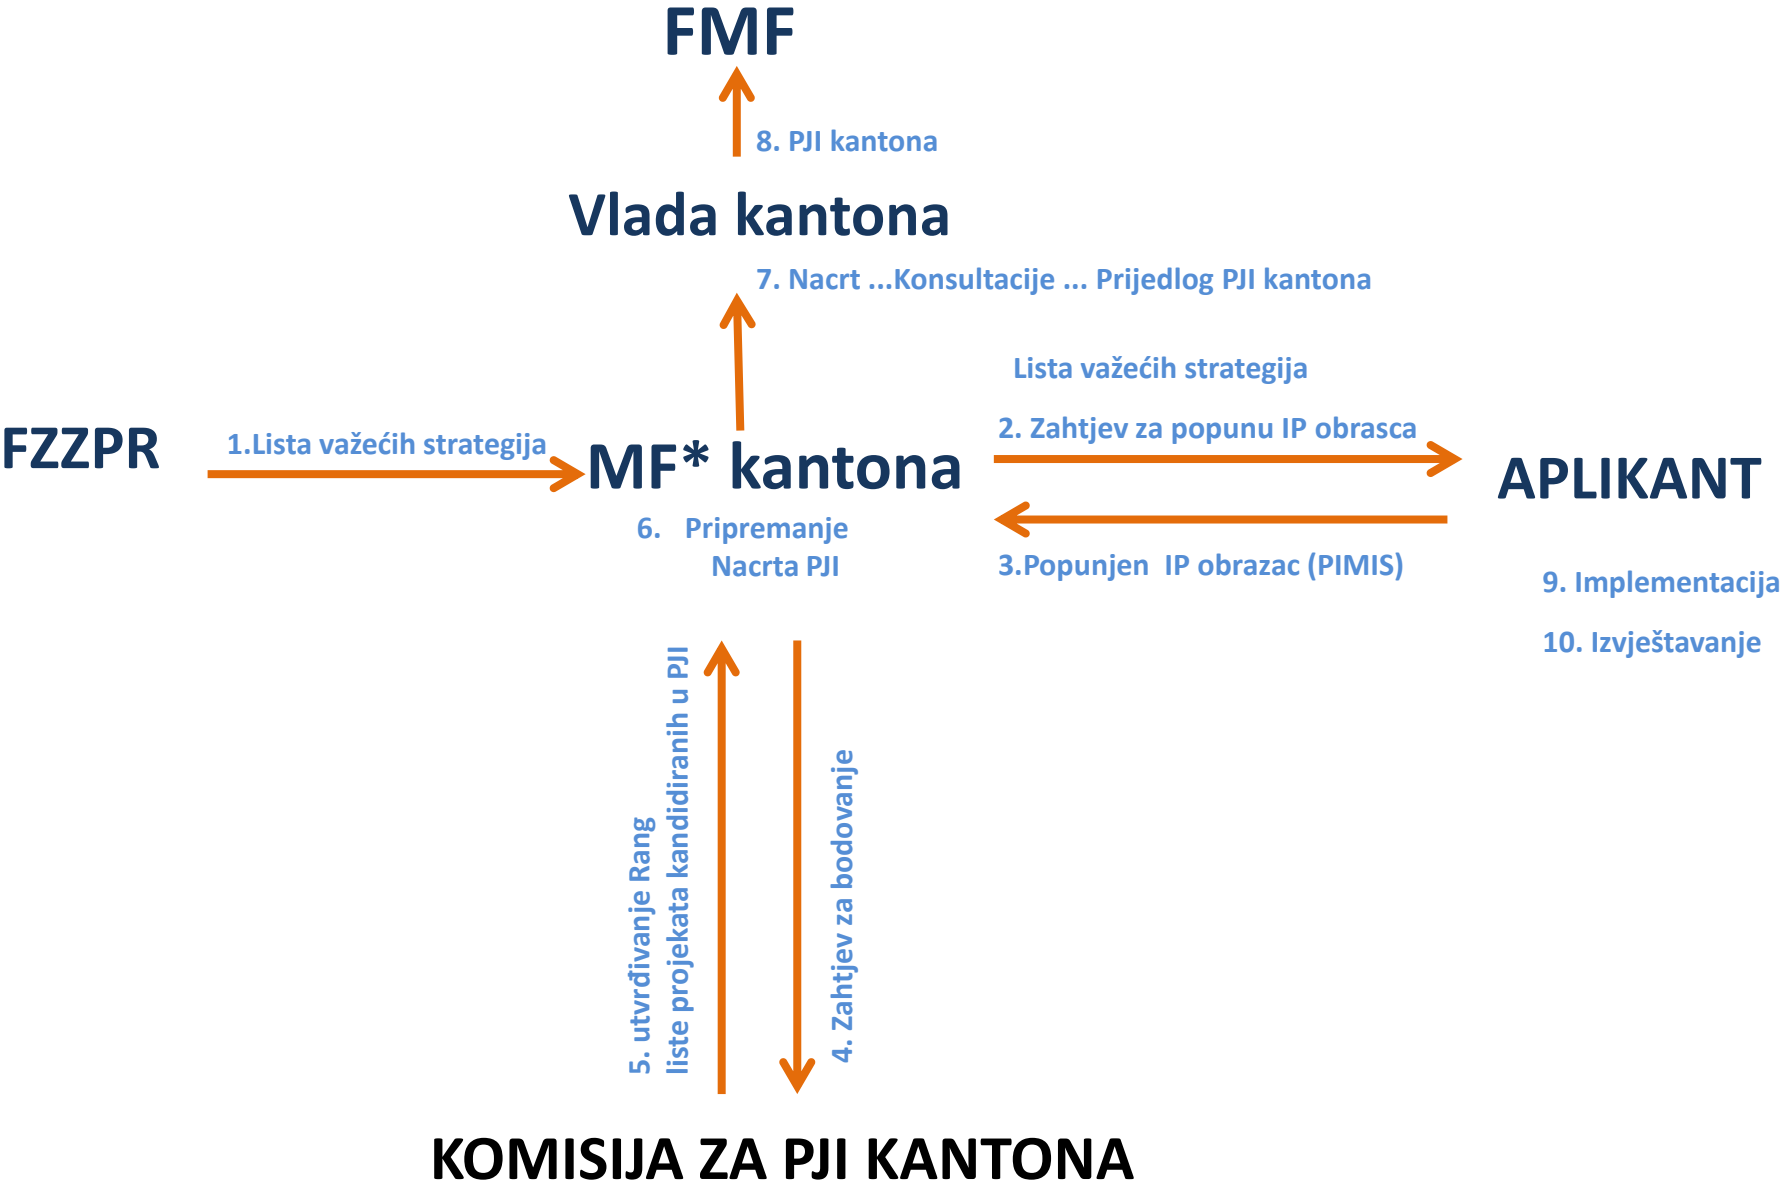 FMF
8. PJI kantona
Vlada kantona
7. Nacrt ...Konsultacije ... Prijedlog PJI kantona
Lista važećih strategija
2. Zahtjev za popunu IP obrasca
FZZPR
1.Lista važećih strategija
MF* kantona
APLIKANT
6. Pripremanje
Nacrta PJI
3.Popunjen IP obrazac (PIMIS)
9. Implementacija
10. Izvještavanje
5. utvrđivanje Rang
liste projekata kandidiranih u PJI
4. Zahtjev za bodovanje
KOMISIJA ZA PJI KANTONA